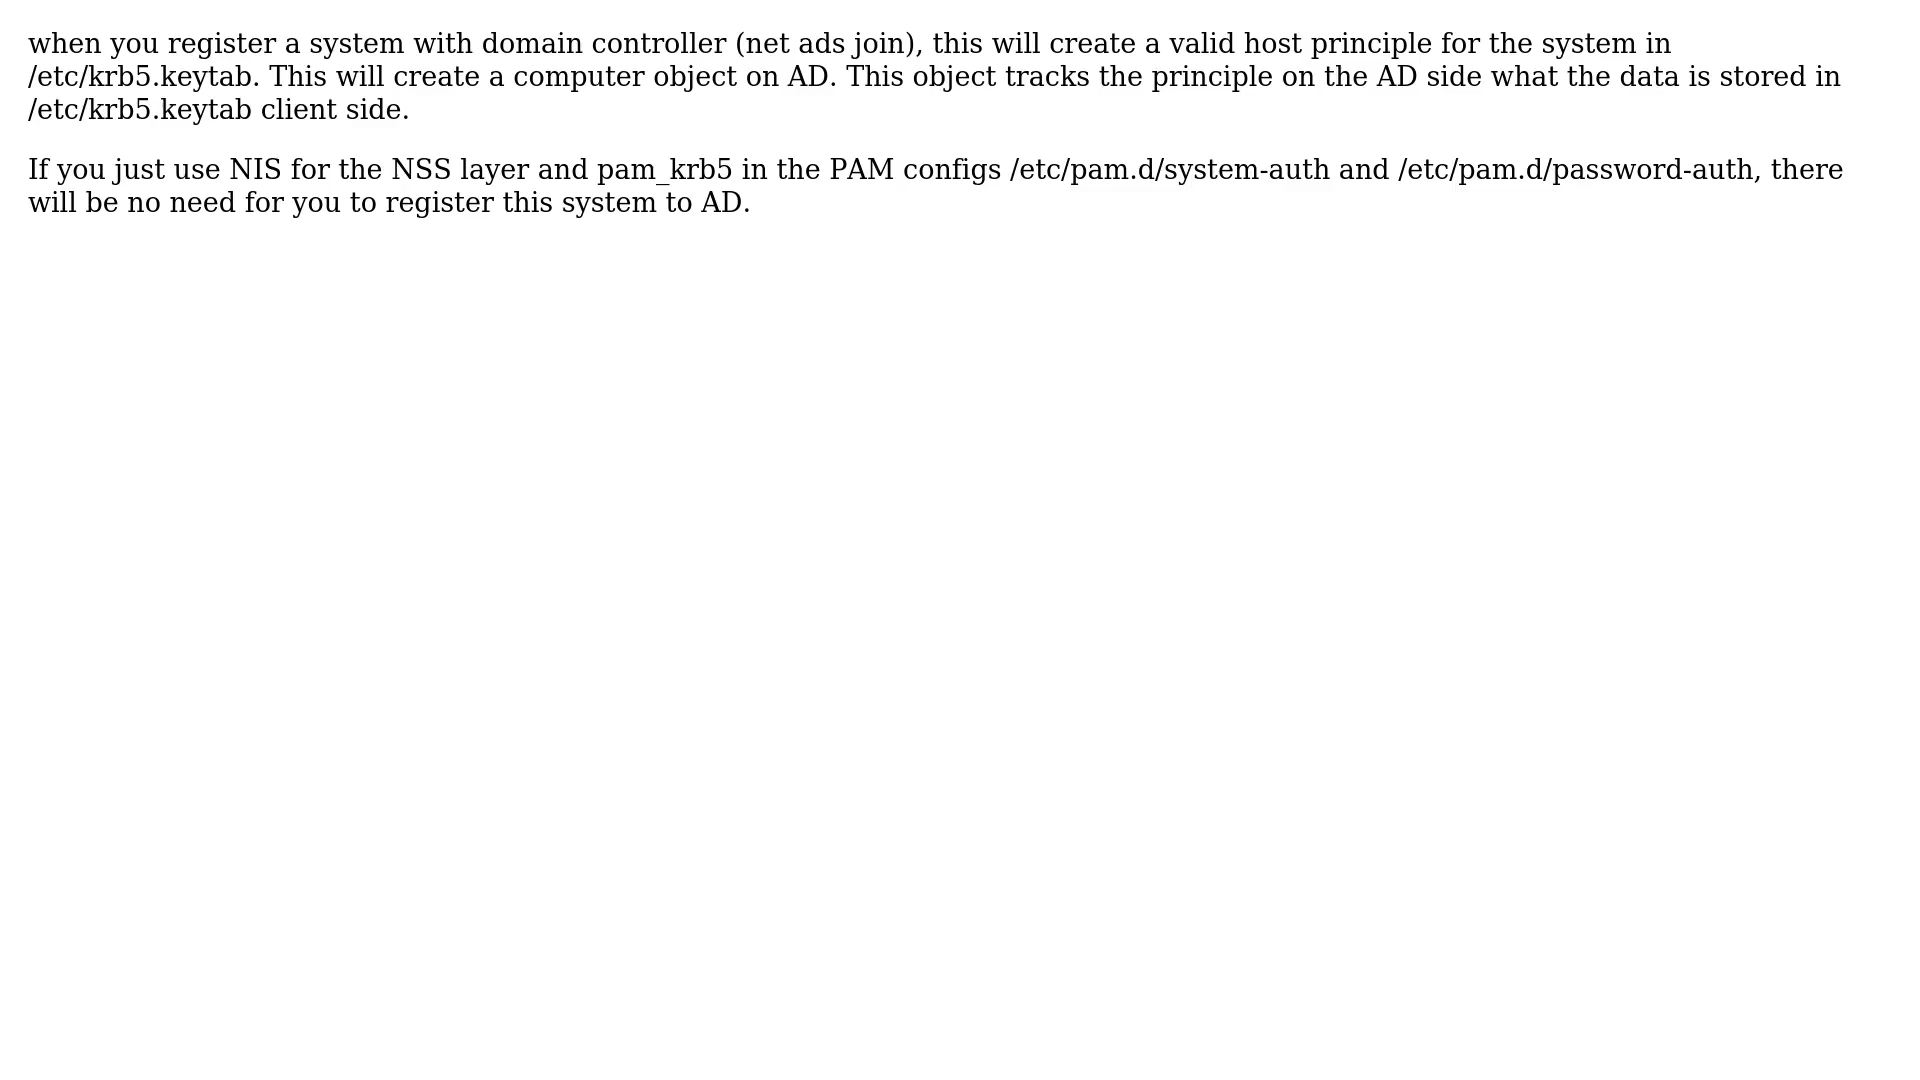 when you register a system with domain controller (net ads join), this will create a valid host principle for the system in
/etc/krb5.keytab. This will create a computer object on AD. This object tracks the principle on the AD side what the data is stored in
/etc/krb5.keytab client side.
If you just use NIS for the NSS layer and pam_krb5 in the PAM configs /etc/pam.d/system-auth and /etc/pam.d/password-auth, there
will be no need for you to register this system to AD.